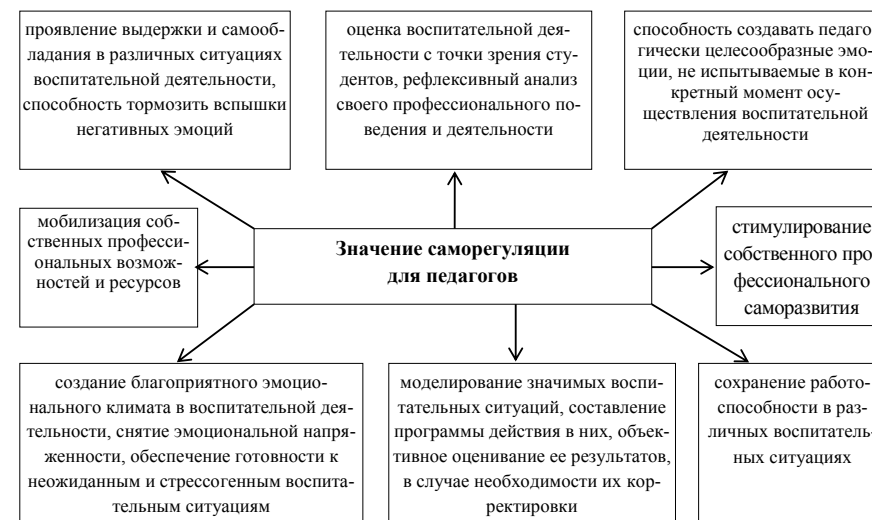 проявление выдержки и самооб-
ладания в различных ситуациях
воспитательной деятельности,
способность тормозить вспышки
негативных эмоций
оценка воспитательной дея-
тельности с точки зрения сту-
дентов, рефлексивный анализ
своего профессионального по-
ведения и деятельности
способность создавать педаго
гически целесообразные эмо-
ции, не испытываемые в кон-
кретный момент осу-
ществления воспитательной
деятельности
мобилизация соб-
ственных професси-
ональных возмож-
ностей и ресурсов
Значение саморегуляции
для педагогов
стимулирование
собственного про
фессионального
саморазвития
создание благоприятного эмоцио-
нального климата в воспитательной дея-
тельности, снятие эмоциональной напря-
женности, обеспечение готовности к
неожиданным и стрессогенным воспита-
тельным ситуациям
моделирование значимых воспи-
тательных ситуаций, составление
программы действия в них, объек-
тивное оценивание ее результатов,
в случае необходимости их кор-
ректировки
сохранение работо-
способности в раз-
личных воспитатель-
ных ситуациях